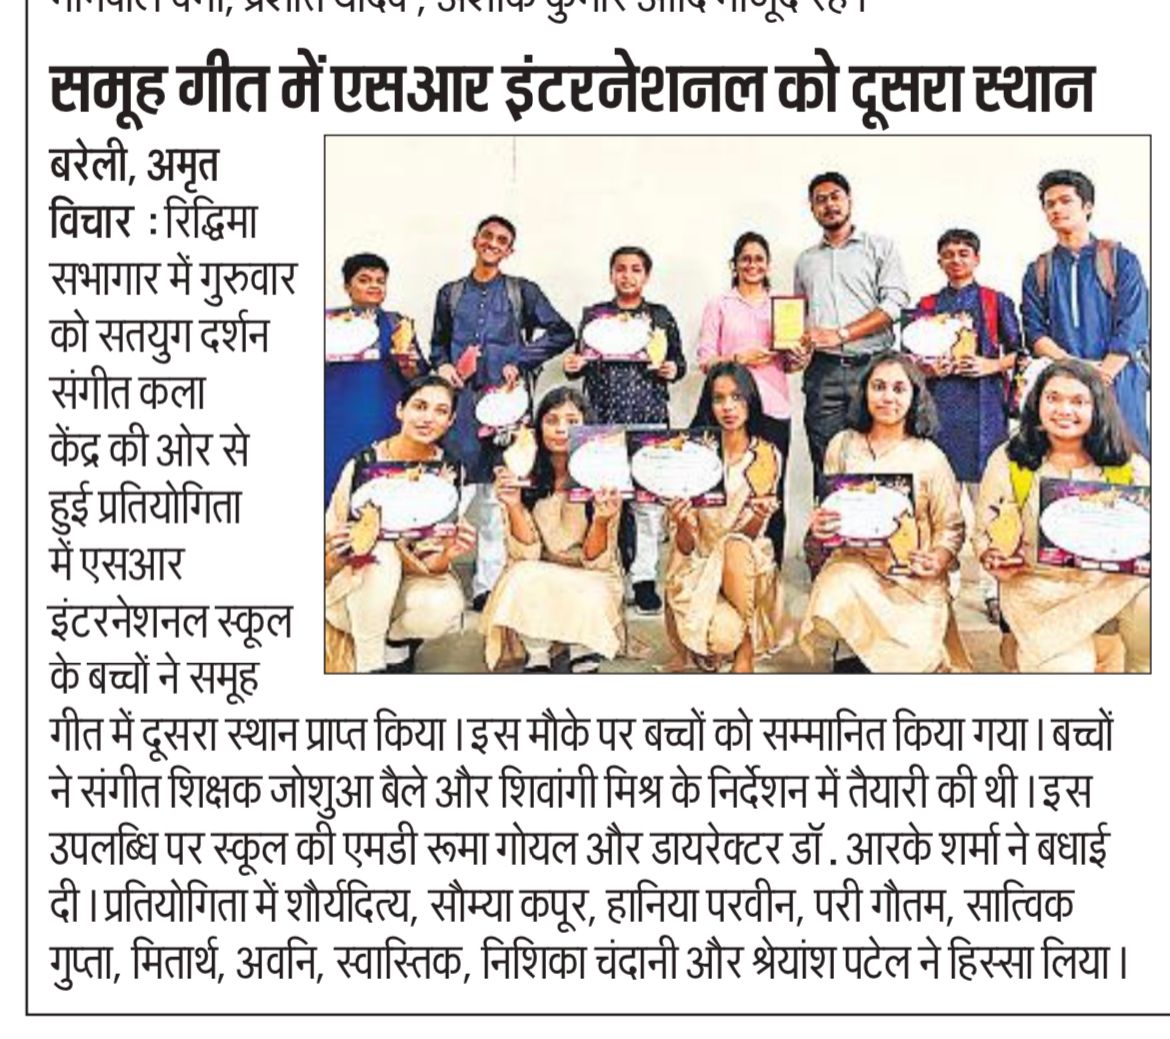 समूह गीत में एसआर इंटरनेशनल को दूसरा स्थान
बरेली, अमृत
विचार : रिद्धिमा
सभागार में गुरुवार
को सतयुग दर्शन
संगीत कला
केंद्र की ओर से
हुई प्रतियोगिता
में एसआर
इंटरनेशनल स्कूल
के बच्चों ने समूह
गीत में दूसरा स्थान प्राप्त किया। इस मौके पर बच्चों को सम्मानित किया गया। बच्चों
ने संगीत शिक्षक जोशुआ बैले और शिवांगी मिश्र के निर्देशन में तैयारी की थी। इस
उपलब्धि पर स्कूल की एमडी रूमा गोयल और डायरेक्टर डॉ. आरके शर्मा ने बधाई
दी। प्रतियोगिता में शौर्यदित्य, सौम्या कपूर, हानिया परवीन, परी गौतम, सात्विक
गुप्ता, मितार्थ, अवनि, स्वास्तिक, निशिका चंदानी और श्रेयांश पटेल ने हिस्सा लिया।